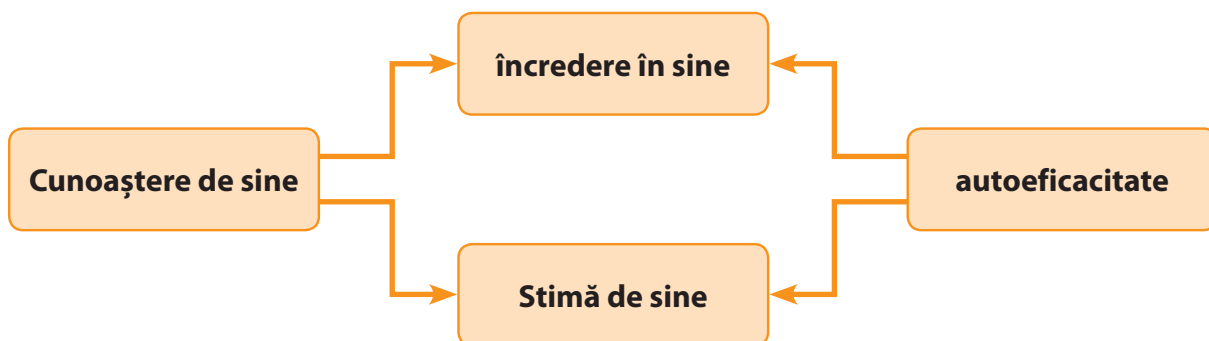 încredere în sine
Cunoaștere de sine
autoeficacitate
Stimă de sine